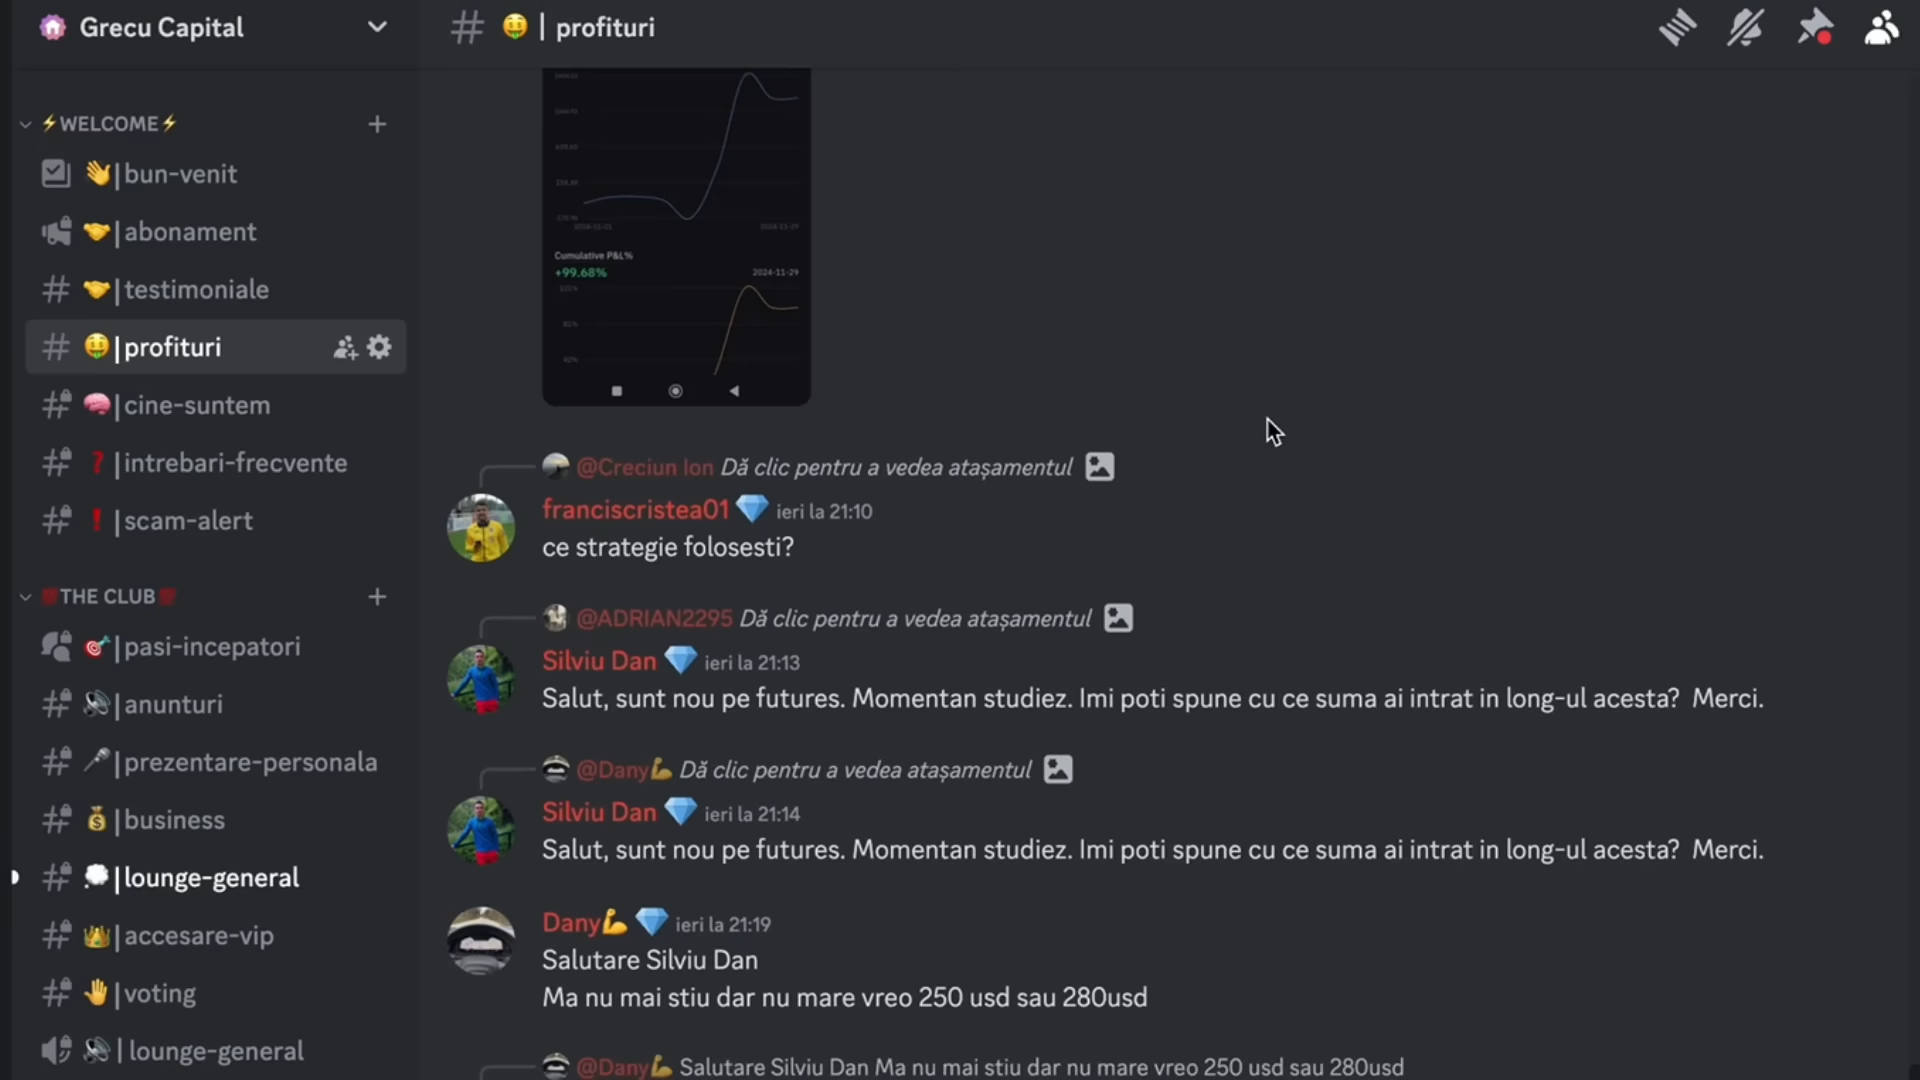 Grecu Capital
⚡WELCOME⚡
👋|bun-venit
🤝|abonament
🤝|testimoniale
🤑|profituri
🧠|cine-suntem
❓|intrebari-frecvente
❗|scam-alert
THE CLUB
🎯|pasi-incepatori
🔊|anunturi
🎤|prezentare-personala
💰|business
💭|lounge-general
👑|accesare-vip
🤚|voting
🔊|lounge-general
🤑 | profituri
Cumulative P&L%
+99.68% 2024-11-29
@Creciun Ion Dă clic pentru a vedea atașamentul
franciscristea01 💎 ieri la 21:10
ce strategie folosesti?
@ADRIAN2295 Dă clic pentru a vedea atașamentul
Silviu Dan 💎 ieri la 21:13
Salut, sunt nou pe futures. Momentan studiez. Imi poti spune cu ce suma ai intrat in long-ul acesta?  Merci.
@Dany💪 Dă clic pentru a vedea atașamentul
Silviu Dan 💎 ieri la 21:14
Salut, sunt nou pe futures. Momentan studiez. Imi poti spune cu ce suma ai intrat in long-ul acesta?  Merci.
Dany💪 💎 ieri la 21:19
Salutare Silviu Dan
Ma nu mai stiu dar nu mare vreo 250 usd sau 280usd
@Dany💪 Salutare Silviu Dan Ma nu mai stiu dar nu mare vreo 250 usd sau 280usd